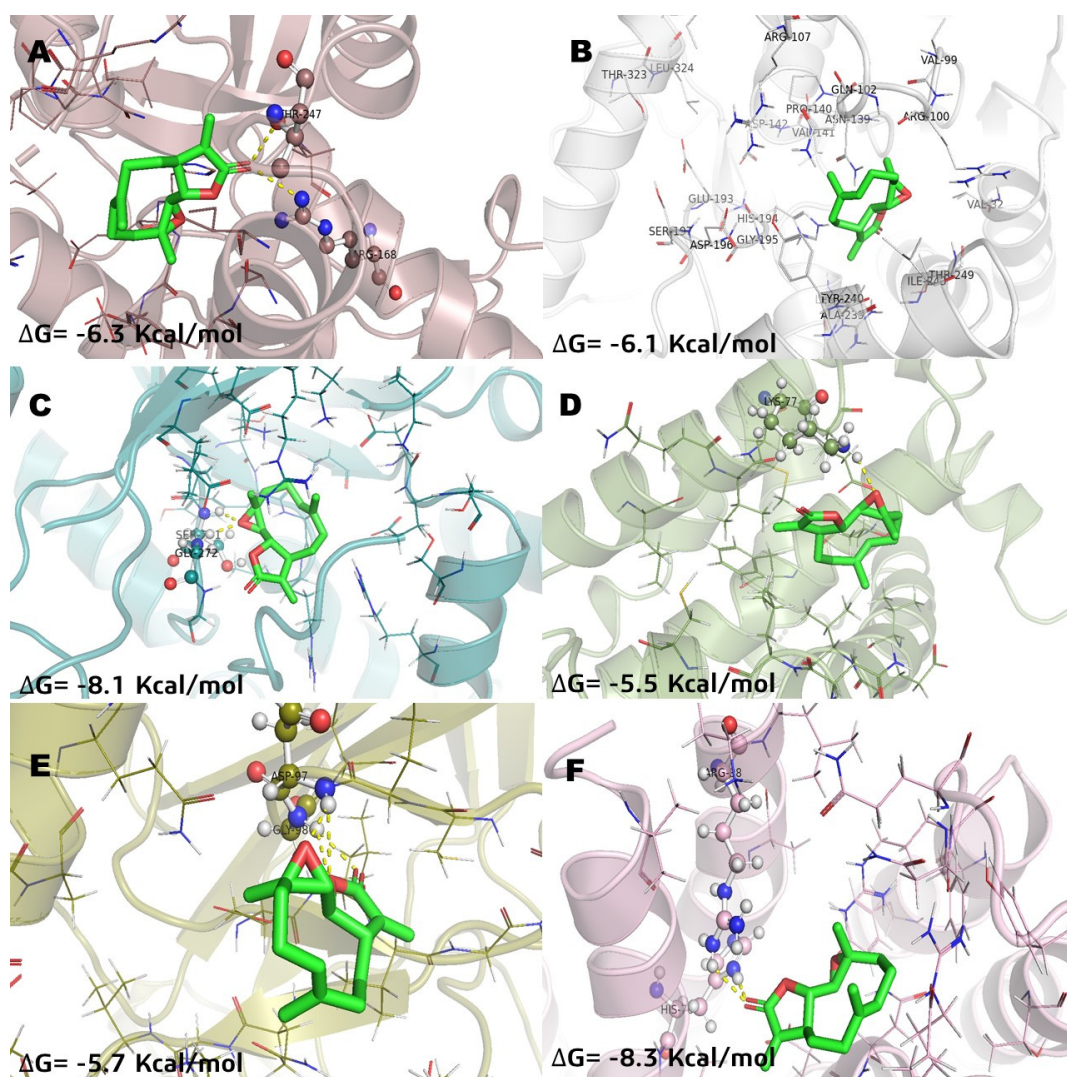 A
THR-247
ARG-168
ΔG= -6.3 Kcal/mol
B
ARG-107
VAL-99
THR-323
LEU-324
GLN-102
PRO-140
ARG-100
ASN-139
ASP-142
VAL-141
GLU-193
HIS-194
SER-197
ASP-196
GLY-195
THR-249
TYR-240
ΔG= -6.1 Kcal/mol
C
GLY-272
ΔG= -8.1 Kcal/mol
D
LYS-77
ΔG= -5.5 Kcal/mol
E
ASP-97
GLY-98
ΔG= -5.7 Kcal/mol
F
ARG-38
ΔG= -8.3 Kcal/mol